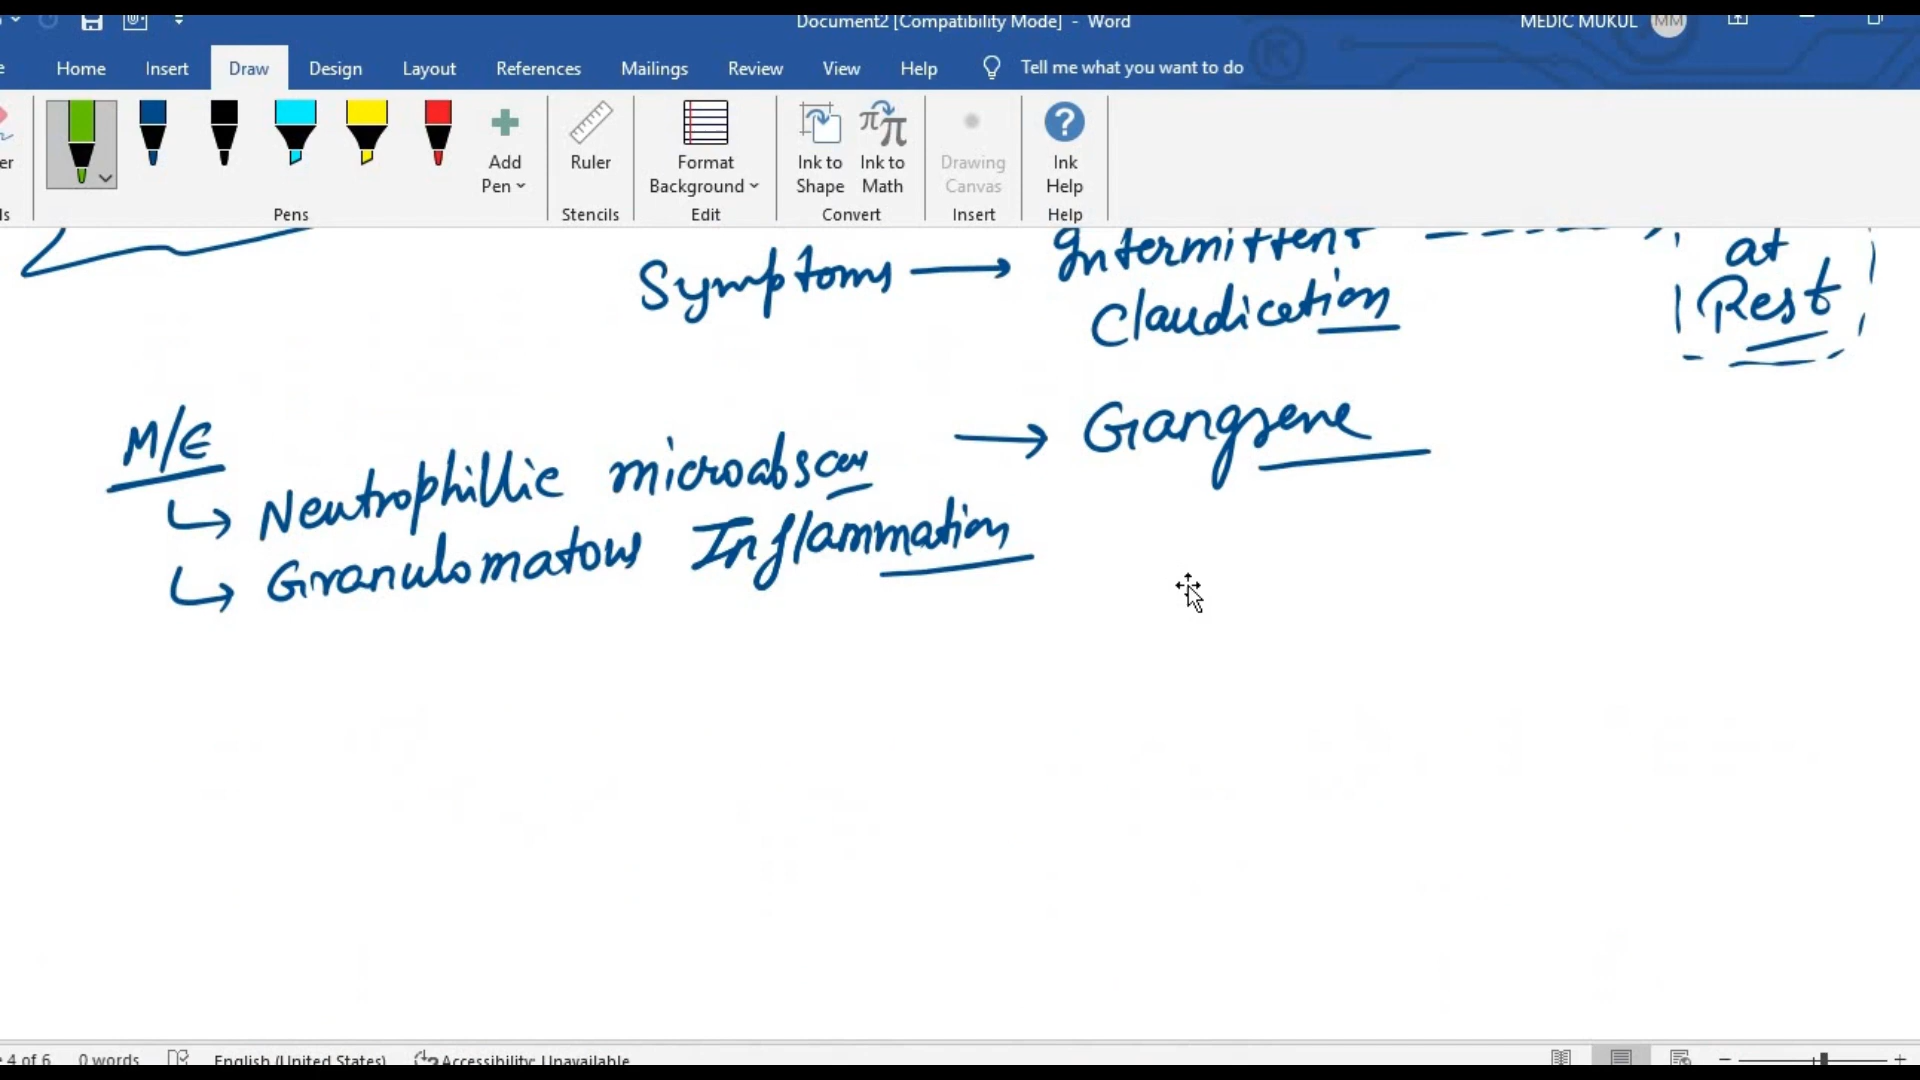 Document2 [Compatibility Mode] - Word
MEDIC MUKUL MM
Home Insert Draw Design Layout References Mailings Review View Help Tell me what you want to do
Add Pen
Ruler
Format Background
Ink to Shape
Ink to Math
Drawing Canvas
Ink Help
Pens Stencils Edit Convert Insert Help
Symptoms → Intermittent
Claudication
at
Rest
→ Gangrene
M/E
Neutrophillic
Granulomatous Inflammation
4 of 6 0 words English (United States) Accessibility: Unavailable